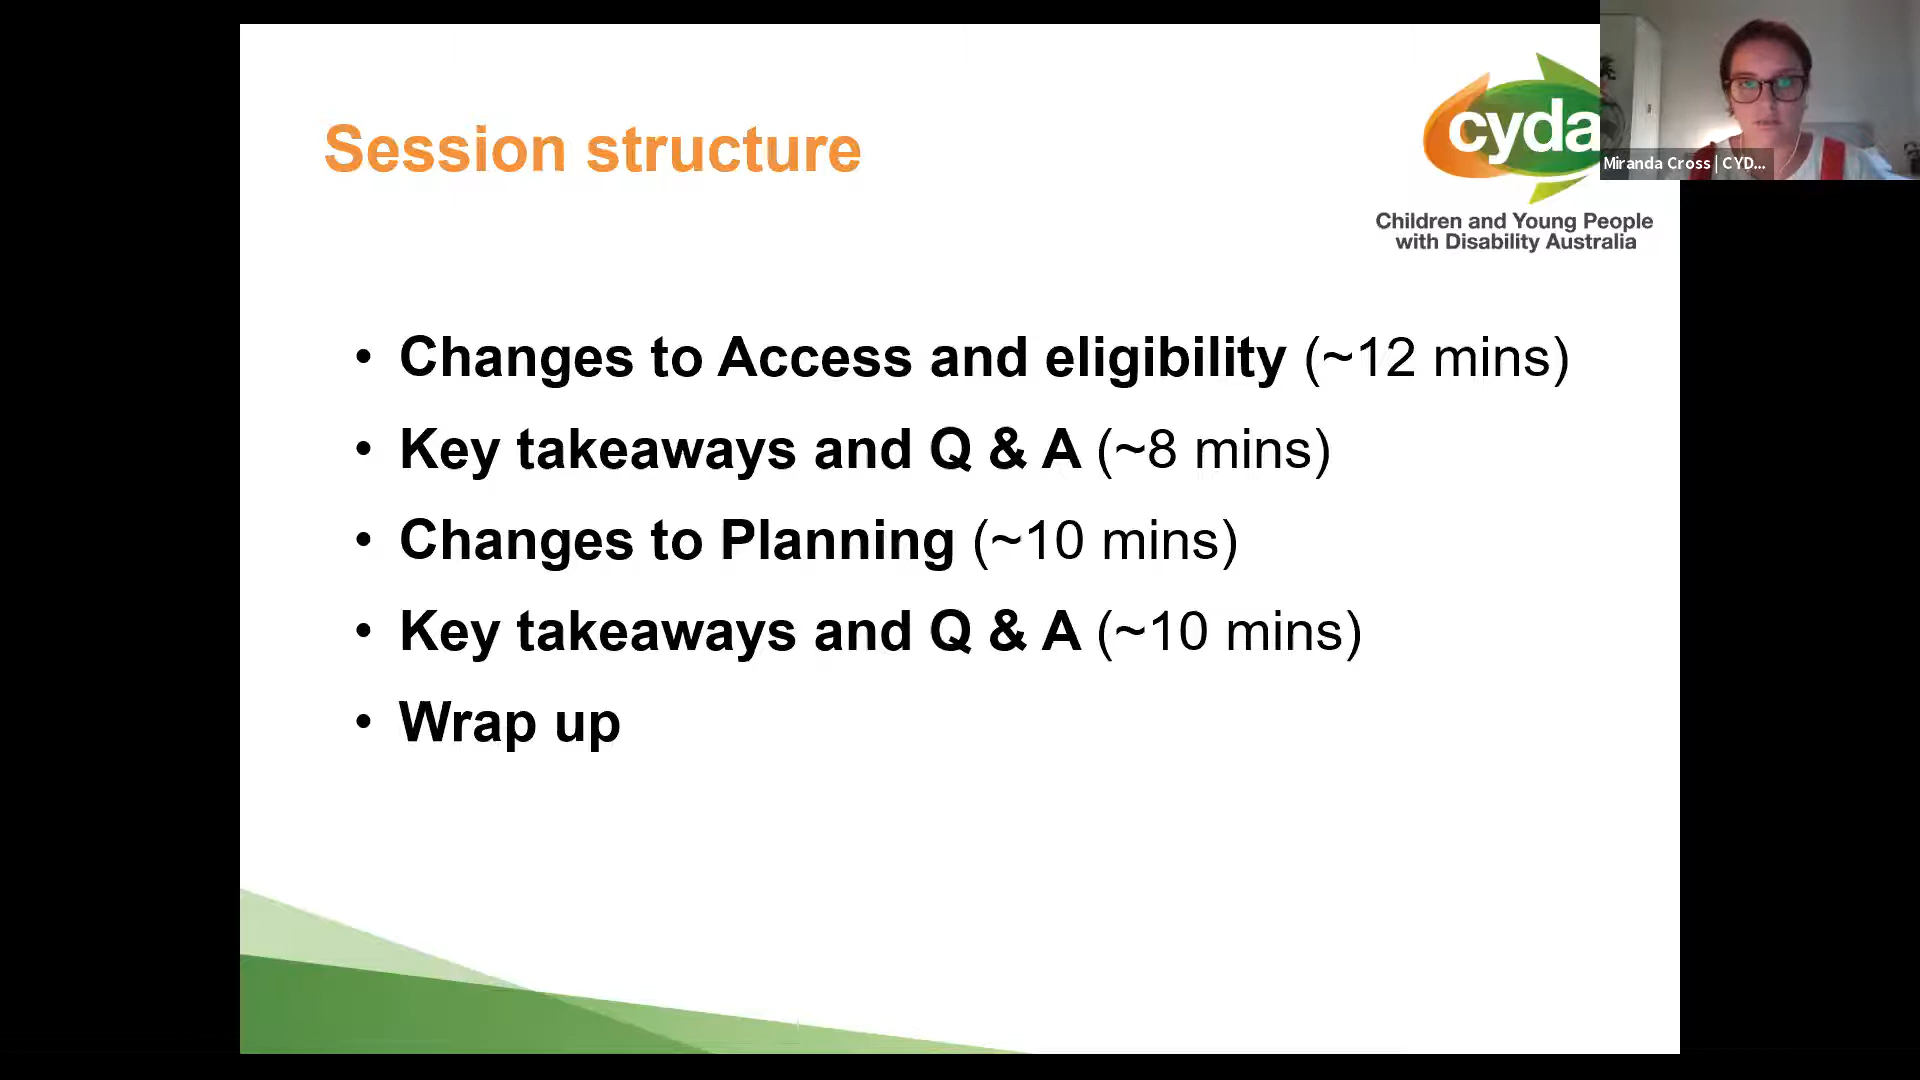 Session structure
cyda
Miranda Cross | CYD...
Children and Young People
with Disability Australia
• Changes to Access and eligibility (~12 mins)
• Key takeaways and Q & A (~8 mins)
• Changes to Planning (~10 mins)
• Key takeaways and Q & A (~10 mins)
• Wrap up